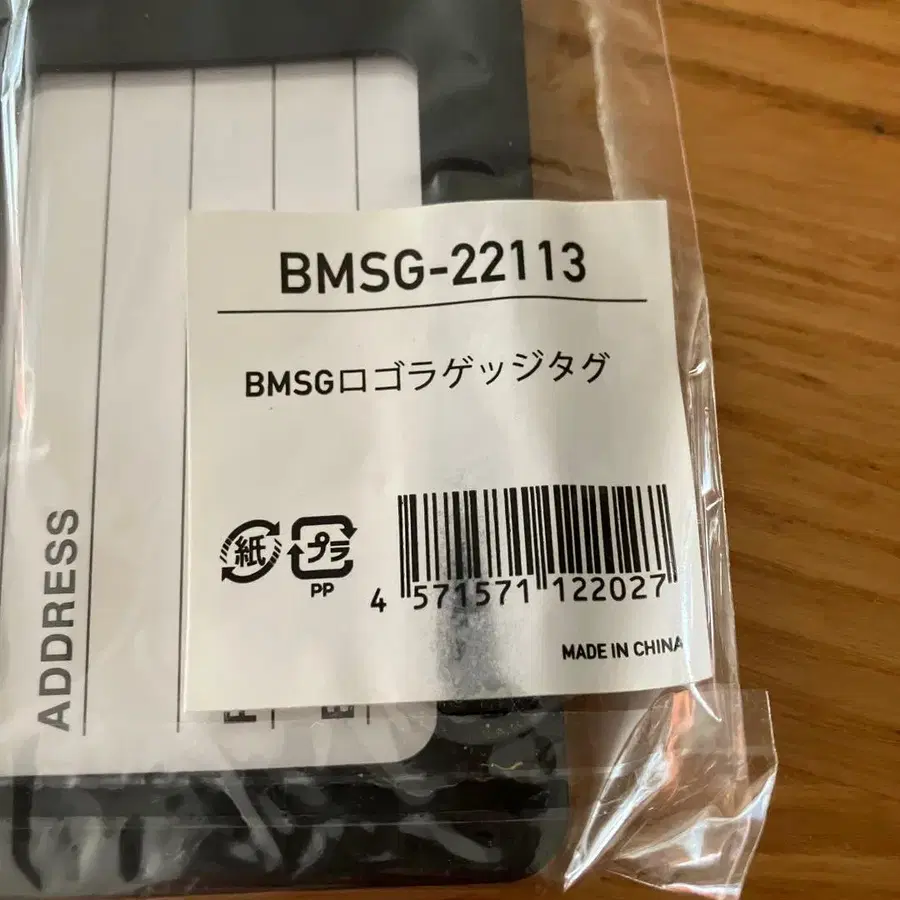 BMSG-22113
BMSGロゴラゲッジタグ
紙 プラ
PP
4 571571 122027
MADE IN CHINA
ADDRESS